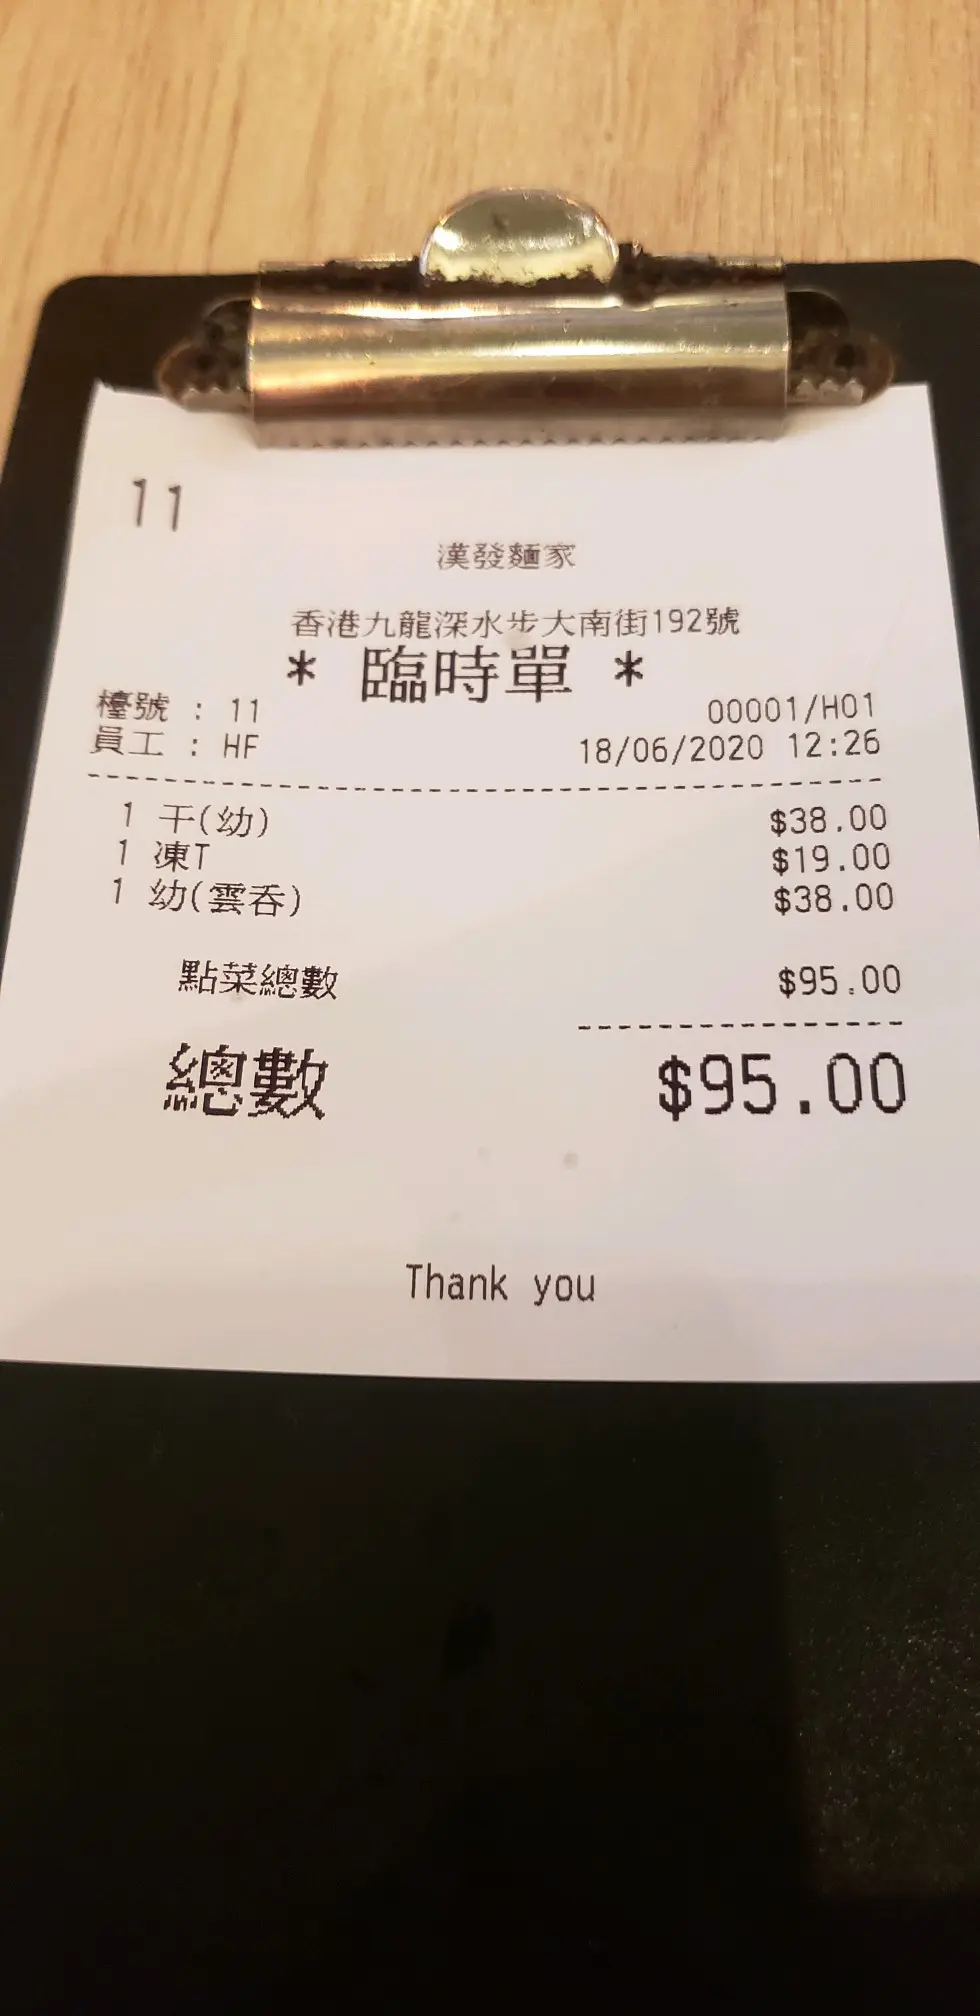 11
漢發麵家
香港九龍深水步大南街192號
* 臨時單 *
檯號 : 11 00001/H01
員工 : HF 18/06/2020 12:26
1 干(幼) $38.00
1 凍T $19.00
1 幼(雲吞) $38.00
點菜總數 $95.00
總數 $95.00
Thank you